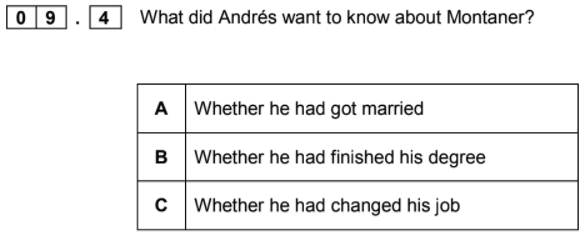 0 9 . 4 What did Andrés want to know about Montaner?
A Whether he had got married
B Whether he had finished his degree
C Whether he had changed his job